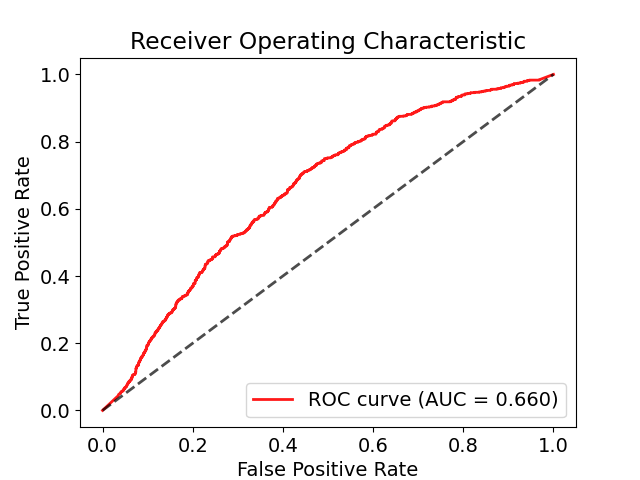 Receiver Operating Characteristic
1.0
0.8
0.6
0.4
0.2
0.0
True Positive Rate
ROC curve (AUC = 0.660)
0.0 0.2 0.4 0.6 0.8 1.0
False Positive Rate